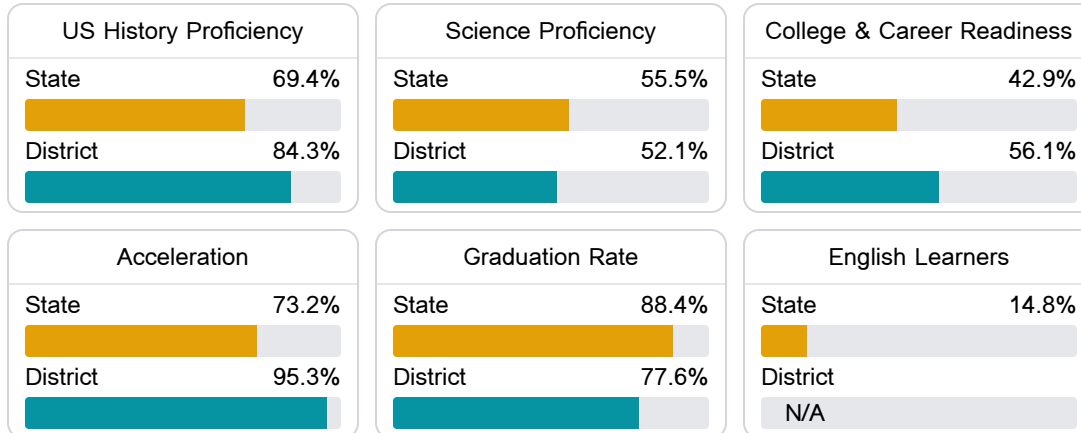 US History Proficiency
State 69.4%
District 84.3%
Science Proficiency
State 55.5%
District 52.1%
College & Career Readiness
State 42.9%
District 56.1%
Acceleration
State 73.2%
District 95.3%
Graduation Rate
State 88.4%
District 77.6%
English Learners
State 14.8%
District
N/A